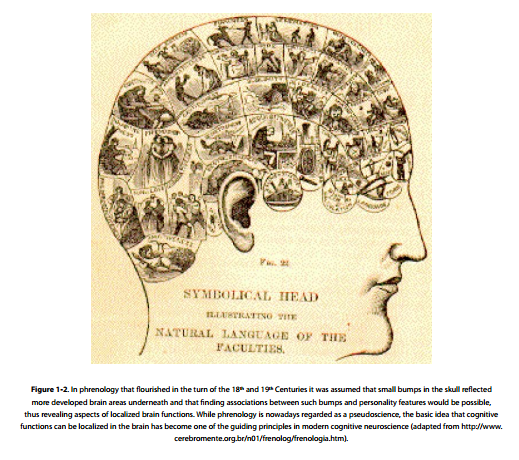 Fig. 22.
SYMBOLICAL HEAD
ILLUSTRATING THE
NATURAL LANGUAGE OF THE
FACULTIES.
Figure 1-2. In phrenology that flourished in the turn of the 18th and 19th Centuries it was assumed that small bumps in the skull reflected
more developed brain areas underneath and that finding associations between such bumps and personality features would be possible,
thus revealing aspects of localized brain functions. While phrenology is nowadays regarded as a pseudoscience, the basic idea that cognitive
functions can be localized in the brain has become one of the guiding principles in modern cognitive neuroscience (adapted from http://www.
cerebromente.org.br/n01/frenolog/frenologia.htm).